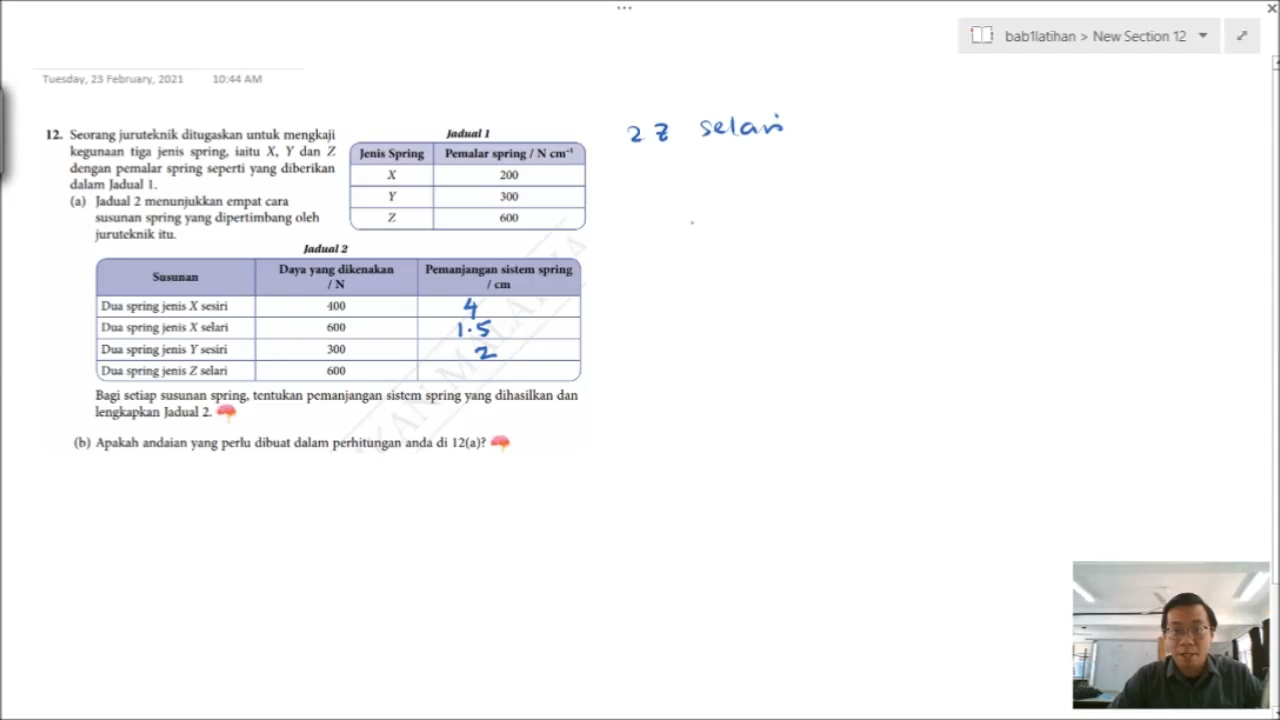 ...
bab1latihan > New Section 12
Tuesday, 23 February, 2021 10:44 AM
12. Seorang juruteknik ditugaskan untuk mengkaji
kegunaan tiga jenis spring, iaitu X, Y dan Z
dengan pemalar spring seperti yang diberikan
dalam Jadual 1.
(a) Jadual 2 menunjukkan empat cara
susunan spring yang dipertimbang oleh
juruteknik itu.
Jadual 1
Jenis Spring Pemalar spring / N cm⁻¹
X 200
Y 300
Z 600
2 Z selari
Jadual 2
Susunan Daya yang dikenakan / N Pemanjangan sistem spring / cm
Dua spring jenis X sesiri 400 4
Dua spring jenis X selari 600 1.5
Dua spring jenis Y sesiri 300 2
Dua spring jenis Z selari 600
Bagi setiap susunan spring, tentukan pemanjangan sistem spring yang dihasilkan dan
lengkapkan Jadual 2.
(b) Apakah andaian yang perlu dibuat dalam perhitungan anda di 12(a)?